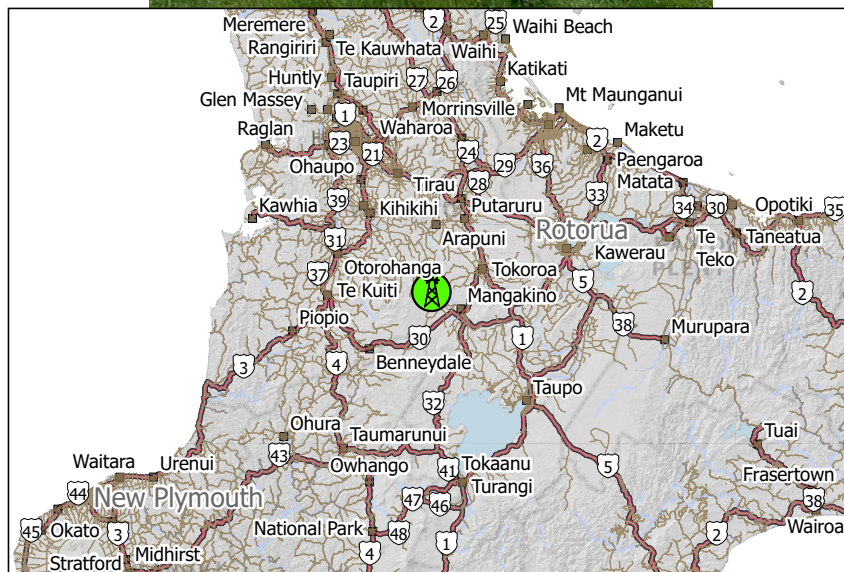 Meremere
2
25
Waihi Beach
Rangiriri
Te Kauwhata
Waihi
Huntly
Taupiri
27
26
Katikati
Glen Massey
1
Morrinsville
Mt Maunganui
Raglan
23
Waharoa
2
Maketu
21
24
29
36
Paengaroa
Ohaupo
Tirau
28
33
Matata
39
Kawhia
Kihikihi
Putaruru
34
30
Opotiki
35
31
Arapuni
Rotorua
Te
Teko
Taneatua
Kawerau
37
Otorohanga
Tokoroa
5
2
Te Kuiti
Mangakino
Piopio
30
1
38
Murupara
3
4
Benneydale
32
Taupo
Ohura
Taumarunui
Tuai
43
Waitara
Urenui
Owhango
41
Tokaanu
5
Frasertown
44
New Plymouth
47
46
Turangi
38
45
Okato
3
National Park
48
2
Wairoa
Stratford
Midhirst
4
1